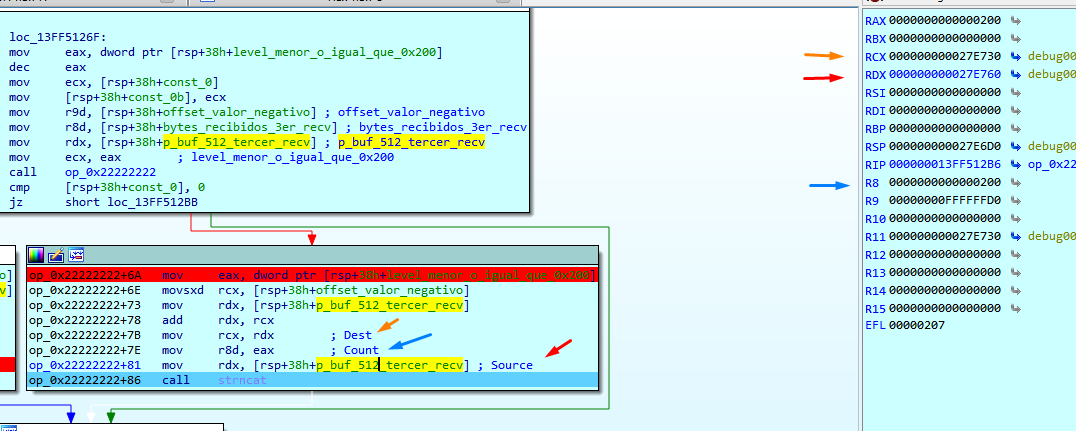 loc_13FF5126F:
mov eax, dword ptr [rsp+38h+level_menor_o_igual_que_0x200]
dec eax
mov ecx, [rsp+38h+const_0]
mov [rsp+38h+const_0b], ecx
mov r9d, [rsp+38h+offset_valor_negativo] ; offset_valor_negativo
mov r8d, [rsp+38h+bytes_recibidos_3er_recv] ; bytes_recibidos_3er_recv
mov rdx, [rsp+38h+p_buf_512_tercer_recv] ; p_buf_512_tercer_recv
mov ecx, eax ; level_menor_o_igual_que_0x200
call op_0x22222222
cmp [rsp+38h+const_0], 0
jz short loc_13FF512BB
op_0x22222222+6A mov eax, dword ptr [rsp+38h+level_menor_o_igual_que_0x200]
op_0x22222222+6E movsxd rcx, [rsp+38h+offset_valor_negativo]
op_0x22222222+73 mov rdx, [rsp+38h+p_buf_512_tercer_recv]
op_0x22222222+78 add rdx, rcx
op_0x22222222+7B mov rcx, rdx ; Dest
op_0x22222222+7E mov r8d, eax ; Count
op_0x22222222+81 mov rdx, [rsp+38h+p_buf_512_tercer_recv] ; Source
op_0x22222222+86 call strncat
RAX 0000000000000200
RBX 0000000000000000
RCX 000000000027E730 debug00
RDX 000000000027E760 debug00
RSI 0000000000000000
RDI 0000000000000000
RBP 0000000000000000
RSP 000000000027E6D0 debug00
RIP 000000013FF512B6 op_0x22
R8 0000000000000200
R9 00000000FFFFFFD0
R10 0000000000000000
R11 000000000027E730 debug00
R12 0000000000000000
R13 0000000000000000
R14 0000000000000000
R15 0000000000000000
EFL 00000207